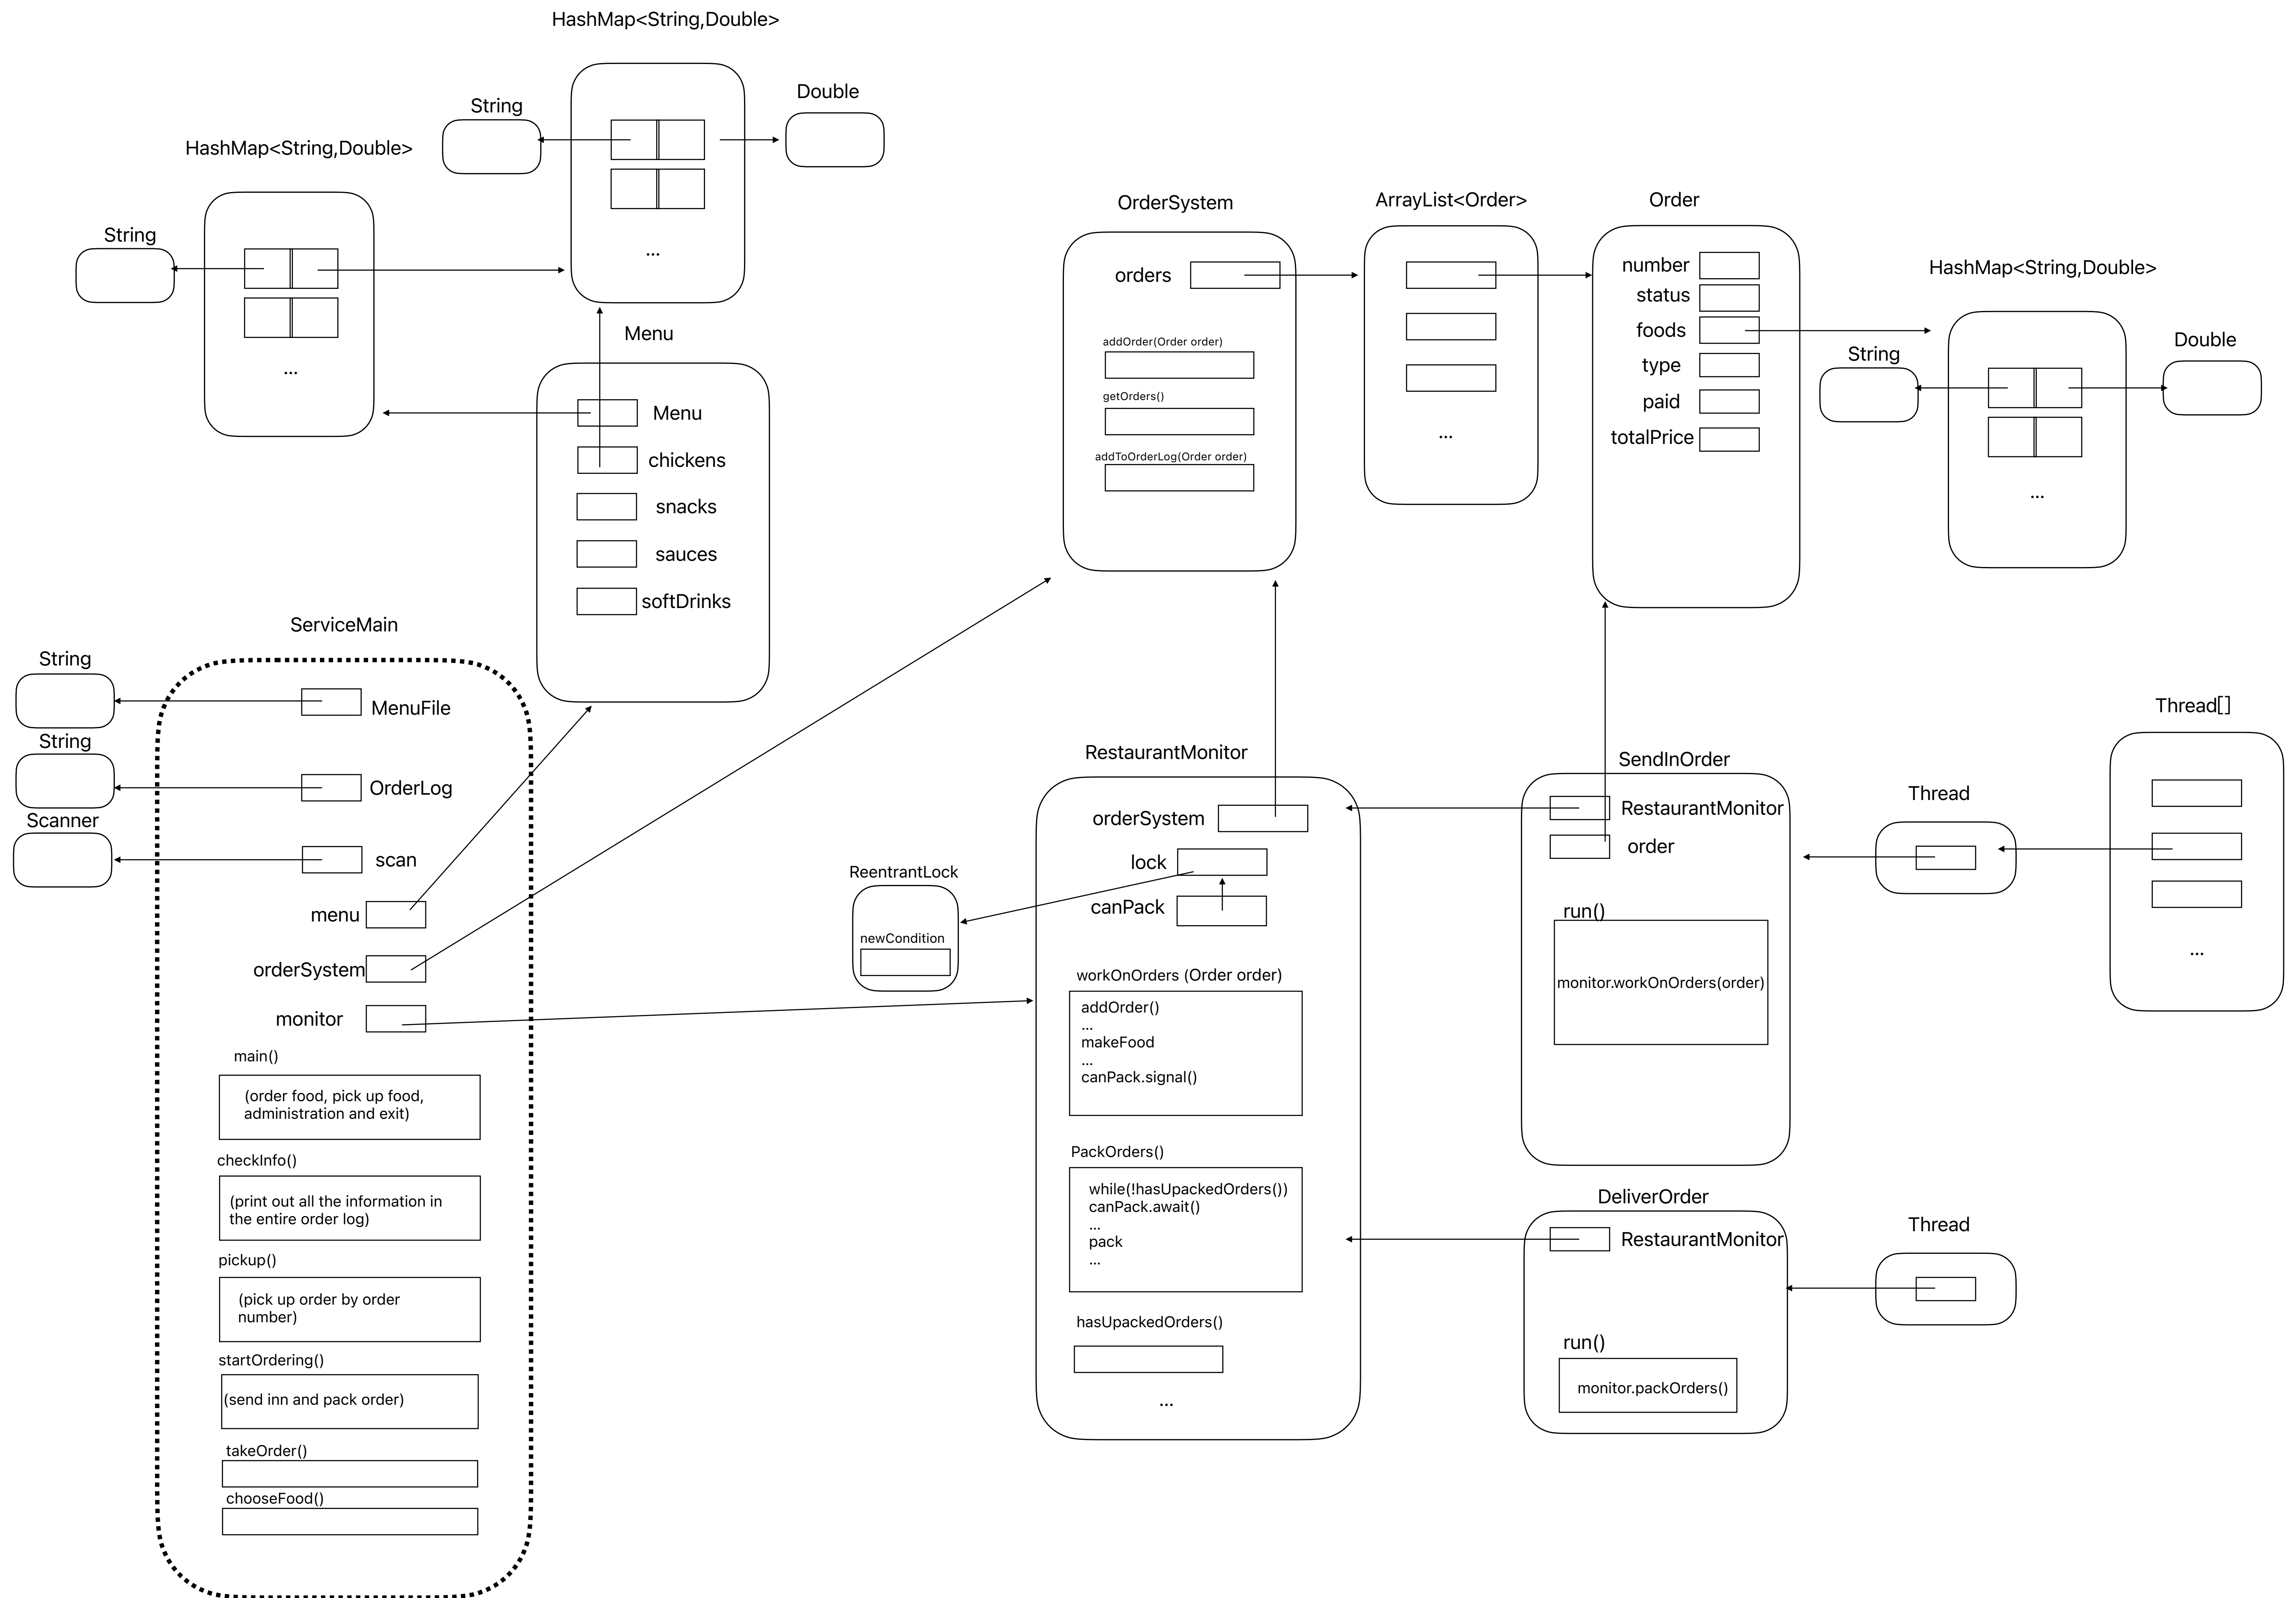 HashMap<String,Double>
String
Double
HashMap<String,Double>
String
...
...
Menu
Menu
chickens
snacks
sauces
softDrinks
OrderSystem
orders
addOrder(Order order)
getOrders()
addToOrderLog(Order order)
ArrayList<Order>
...
Order
number
status
foods
type
paid
totalPrice
HashMap<String,Double>
String
Double
...
ServiceMain
String
MenuFile
String
OrderLog
Scanner
scan
menu
orderSystem
monitor
main()
(order food, pick up food,
administration and exit)
checkInfo()
(print out all the information in
the entire order log)
pickup()
(pick up order by order
number)
startOrdering()
(send inn and pack order)
takeOrder()
chooseFood()
RestaurantMonitor
orderSystem
lock
canPack
ReentrantLock
newCondition
workOnOrders (Order order)
addOrder()
...
makeFood
...
canPack.signal()
PackOrders()
while(!hasUpackedOrders())
canPack.await()
...
pack
...
hasUpackedOrders()
...
SendInOrder
RestaurantMonitor
order
run()
monitor.workOnOrders(order)
Thread
Thread[]
...
DeliverOrder
RestaurantMonitor
run()
monitor.packOrders()
Thread